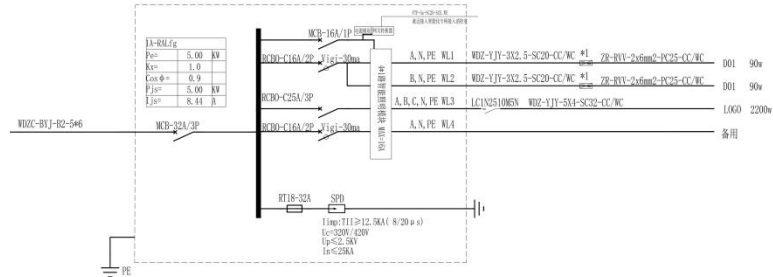 1A-RALfg
Pe= 5.00 KW
Kx= 1.0
Cosφ= 0.9
Pjs= 5.00 KW
Ijs= 8.44 A
MCB-16A/1P
RCBO-C16A/2P Vigi-30ma
A, N, PE WL1 WDZ-YJY-3X2.5-SC20-CC/WC *1 ZR-RVV-2x6mm2-PC25-CC/WC D01 90w
B, N, PE WL2 WDZ-YJY-3X2.5-SC20-CC/WC *1 ZR-RVV-2x6mm2-PC25-CC/WC D01 90w
RCBO-C25A/3P
A, B, C, N, PE WL3 LC1N2510M5N WDZ-YJY-5X4-SC32-CC/WC LOGO 2200w
WDZC-BYJ-B2-5*6
MCB-32A/3P
RCBO-C16A/2P Vigi-30ma
A, N, PE WL4 备用
MAX=16A
RT18-32A SPD
Iimp:TII≥12.5KA( 8/20μs)
Uc=320V/420V
Up≤2.5KV
In≤25KA
PE